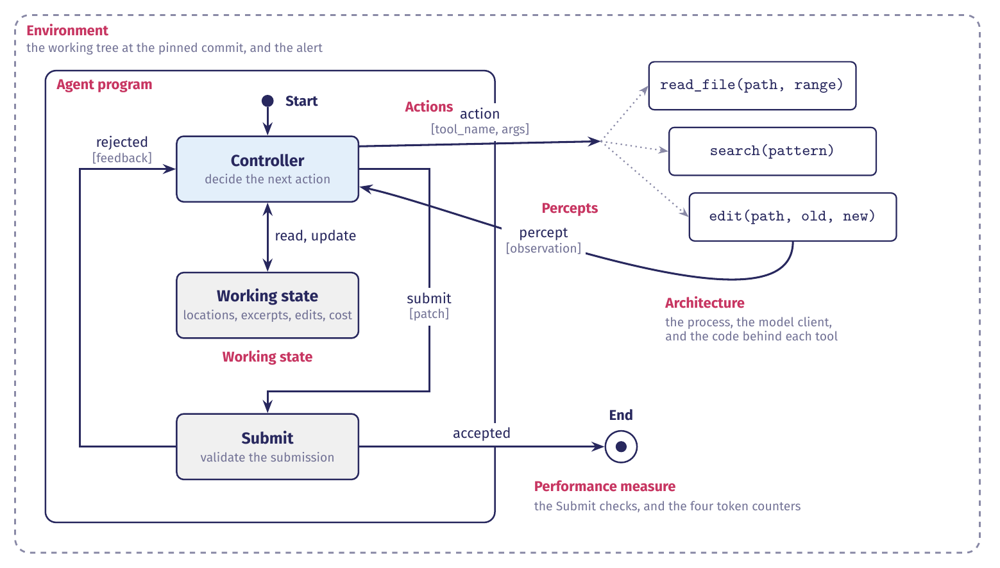 Environment
the working tree at the pinned commit, and the alert
Agent program
Start
Actions
action
[tool_name, args]
read_file(path, range)
search(pattern)
edit(path, old, new)
rejected
[feedback]
Controller
decide the next action
Percepts
percept
[observation]
read, update
Working state
locations, excerpts, edits, cost
submit
[patch]
Architecture
the process, the model client,
and the code behind each tool
Working state
Submit
validate the submission
accepted
End
Performance measure
the Submit checks, and the four token counters